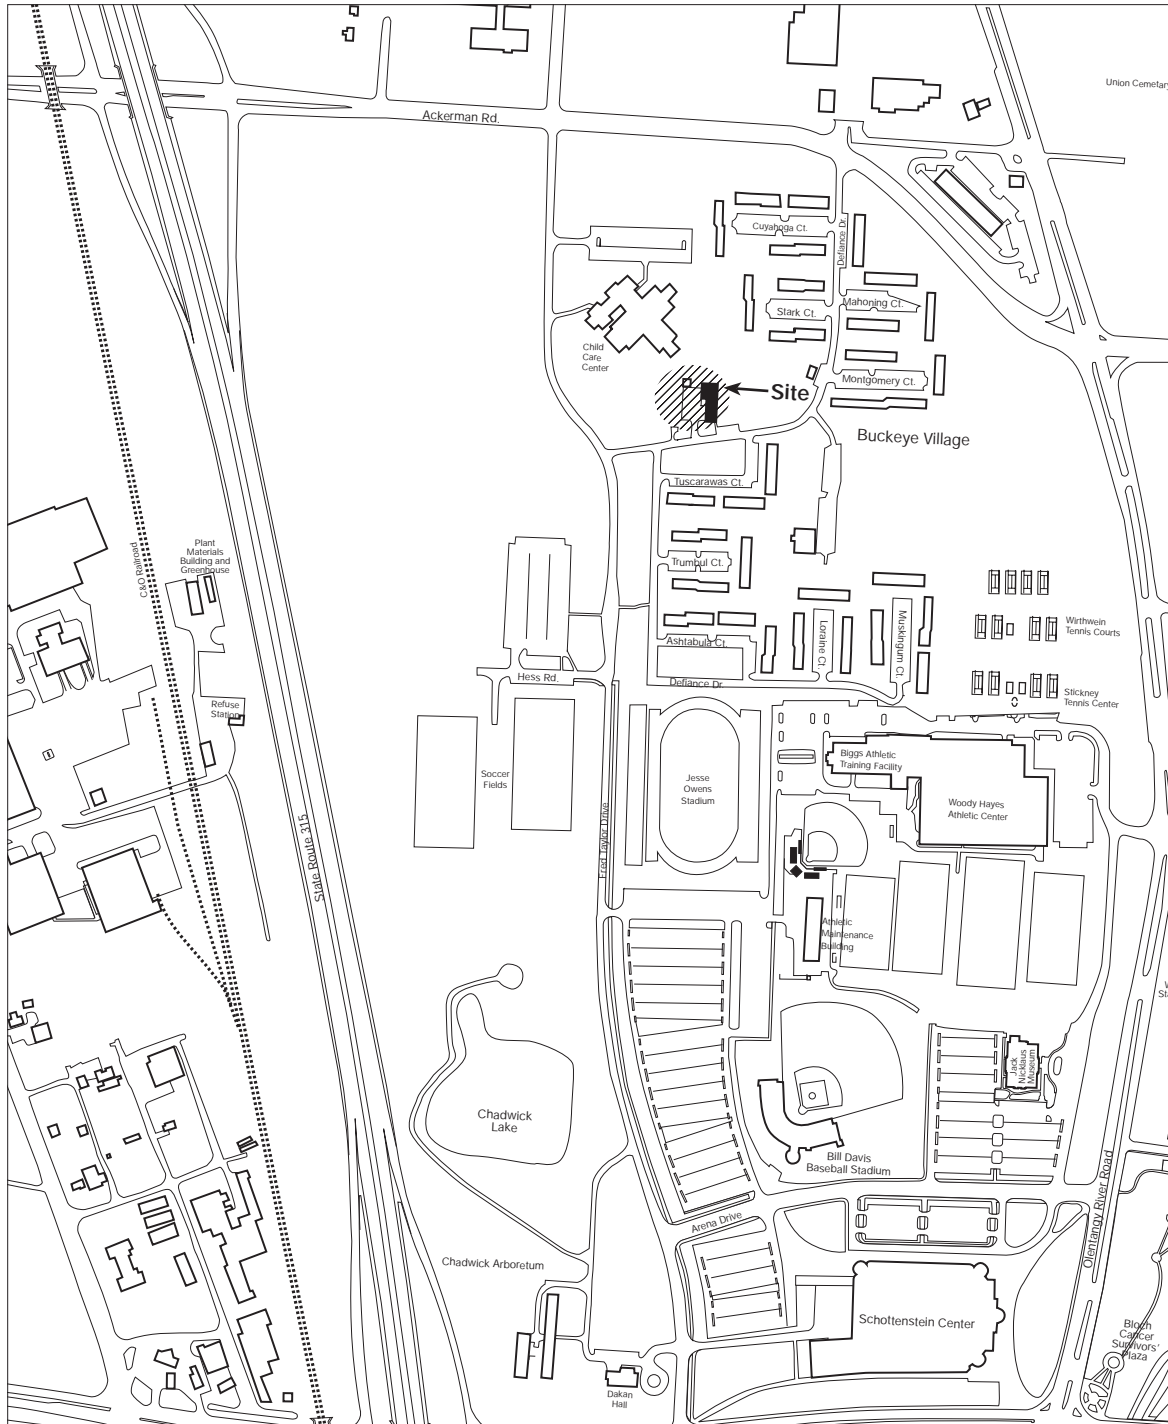 Union Cemetary
Ackerman Rd.
Cuyahoga Ct.
Defiance Dr.
Mahoning Ct.
Stark Ct.
Child
Care
Center
Montgomery Ct.
Site
Buckeye Village
Tuscarawas Ct.
Plant
Materials
Building and
Greenhouse
C&O Railroad
Trumbul Ct.
Wirthwein
Tennis Courts
Ashtabula Ct.
Loraine Ct.
Muskingum Ct.
Hess Rd.
Defiance Dr.
Stickney
Tennis Center
Refuse
Station
Biggs Athletic
Training Facility
Soccer
Fields
Jesse
Owens
Stadium
Woody Hayes
Athletic Center
Fred Taylor Drive
State Route 315
Athletic
Maintenance
Building
Jack
Nicklaus
Museum
Chadwick
Lake
Bill Davis
Baseball Stadium
Olentangy River Road
Arena Drive
Chadwick Arboretum
Schottenstein Center
Bloch
Cancer
Survivors'
Plaza
Dakan
Hall